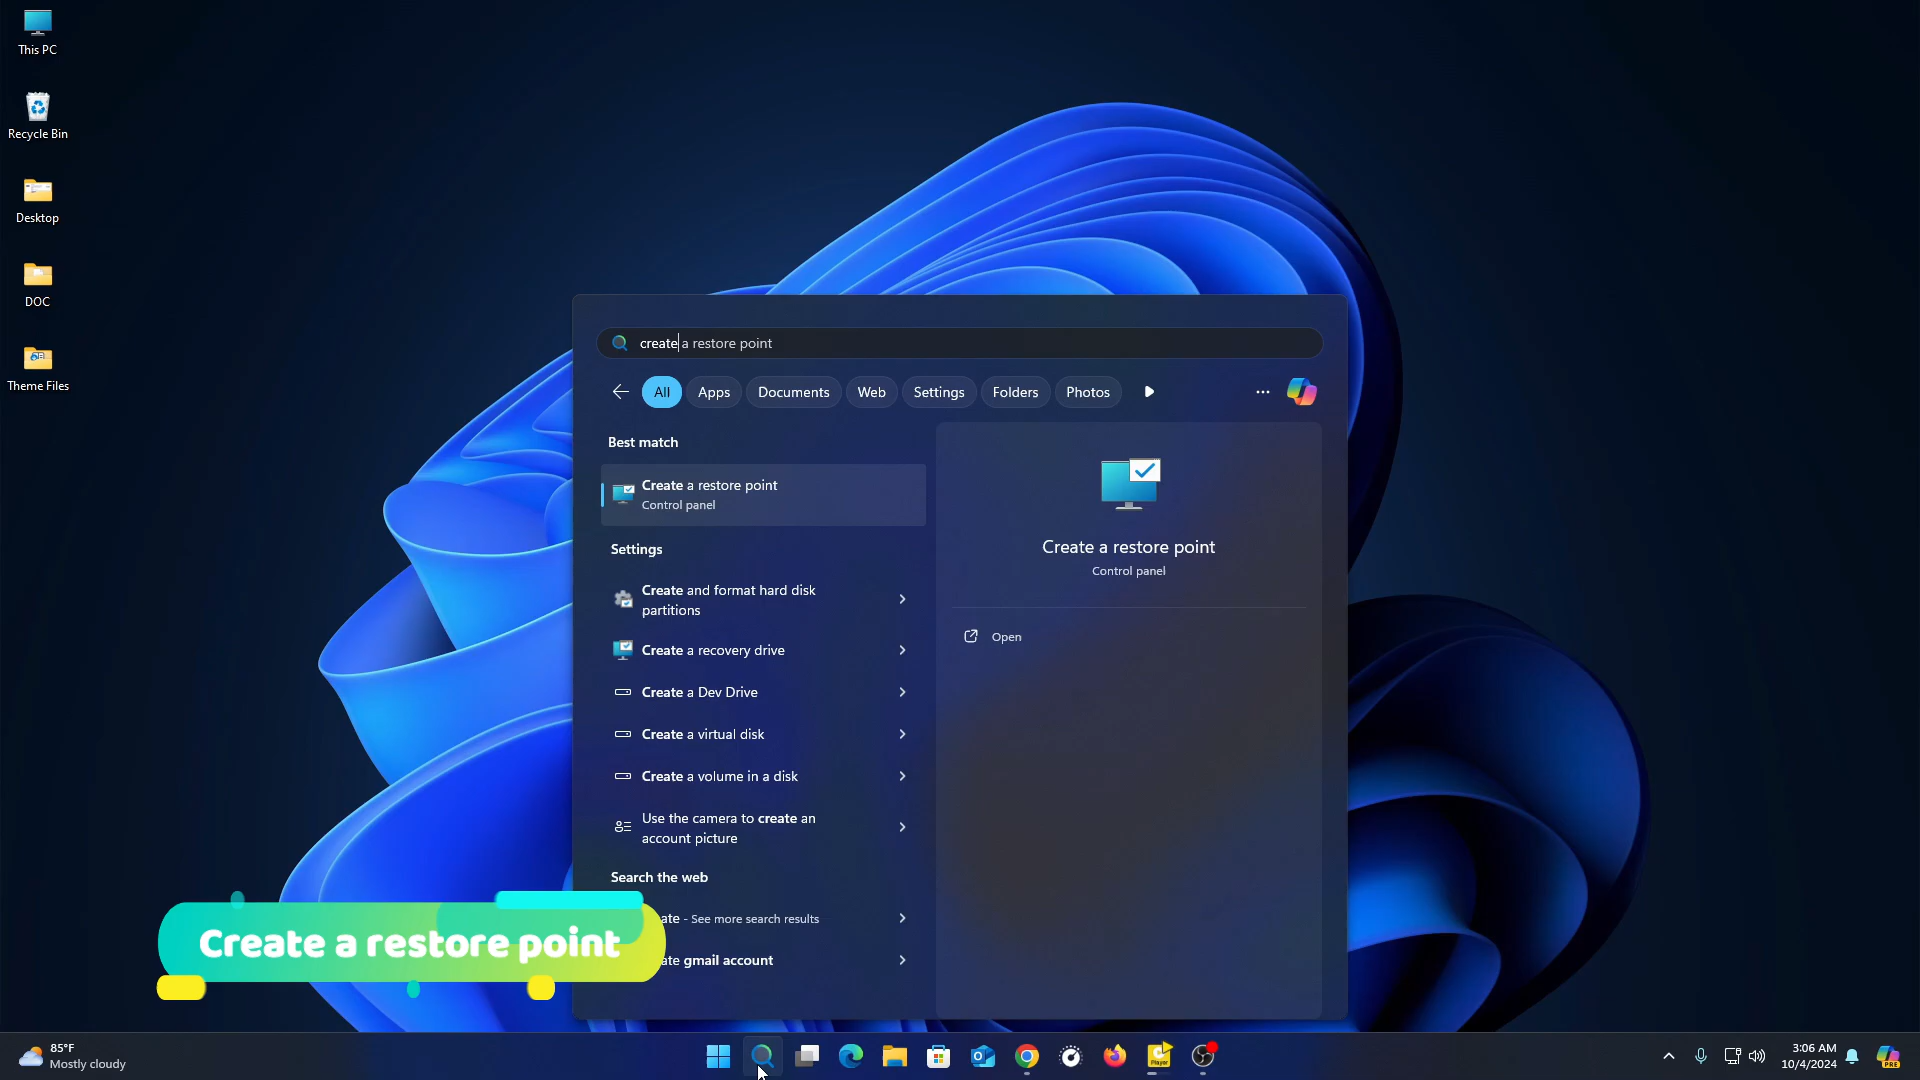 This PC
Recycle Bin
Desktop
DOC
Theme Files
create a restore point
All
Apps
Documents
Web
Settings
Folders
Photos
Best match
Create a restore point
Control panel
Settings
Create and format hard disk
partitions
Create a recovery drive
Create a Dev Drive
Create a virtual disk
Create a volume in a disk
Use the camera to create an
account picture
Search the web
ate - See more search results
ate gmail account
Create a restore point
Control panel
Open
Create a restore point
85°F
Mostly cloudy
Player
3:06 AM
10/4/2024
PRE